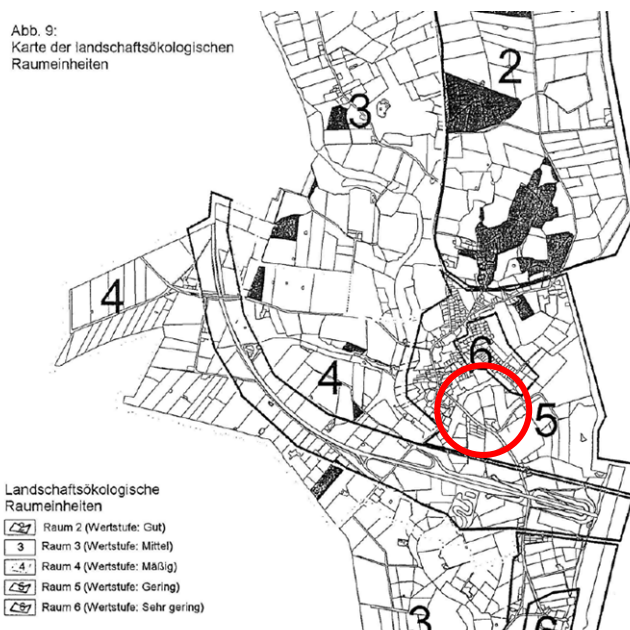 Abb. 9:
Karte der landschaftsökologischen
Raumeinheiten
2
3
4
6
4
5
Landschaftsökologische
Raumeinheiten
Raum 2 (Wertstufe: Gut)
3 Raum 3 (Wertstufe: Mittel)
4 Raum 4 (Wertstufe: Mäßig)
Raum 5 (Wertstufe: Gering)
Raum 6 (Wertstufe: Sehr gering)
3
6